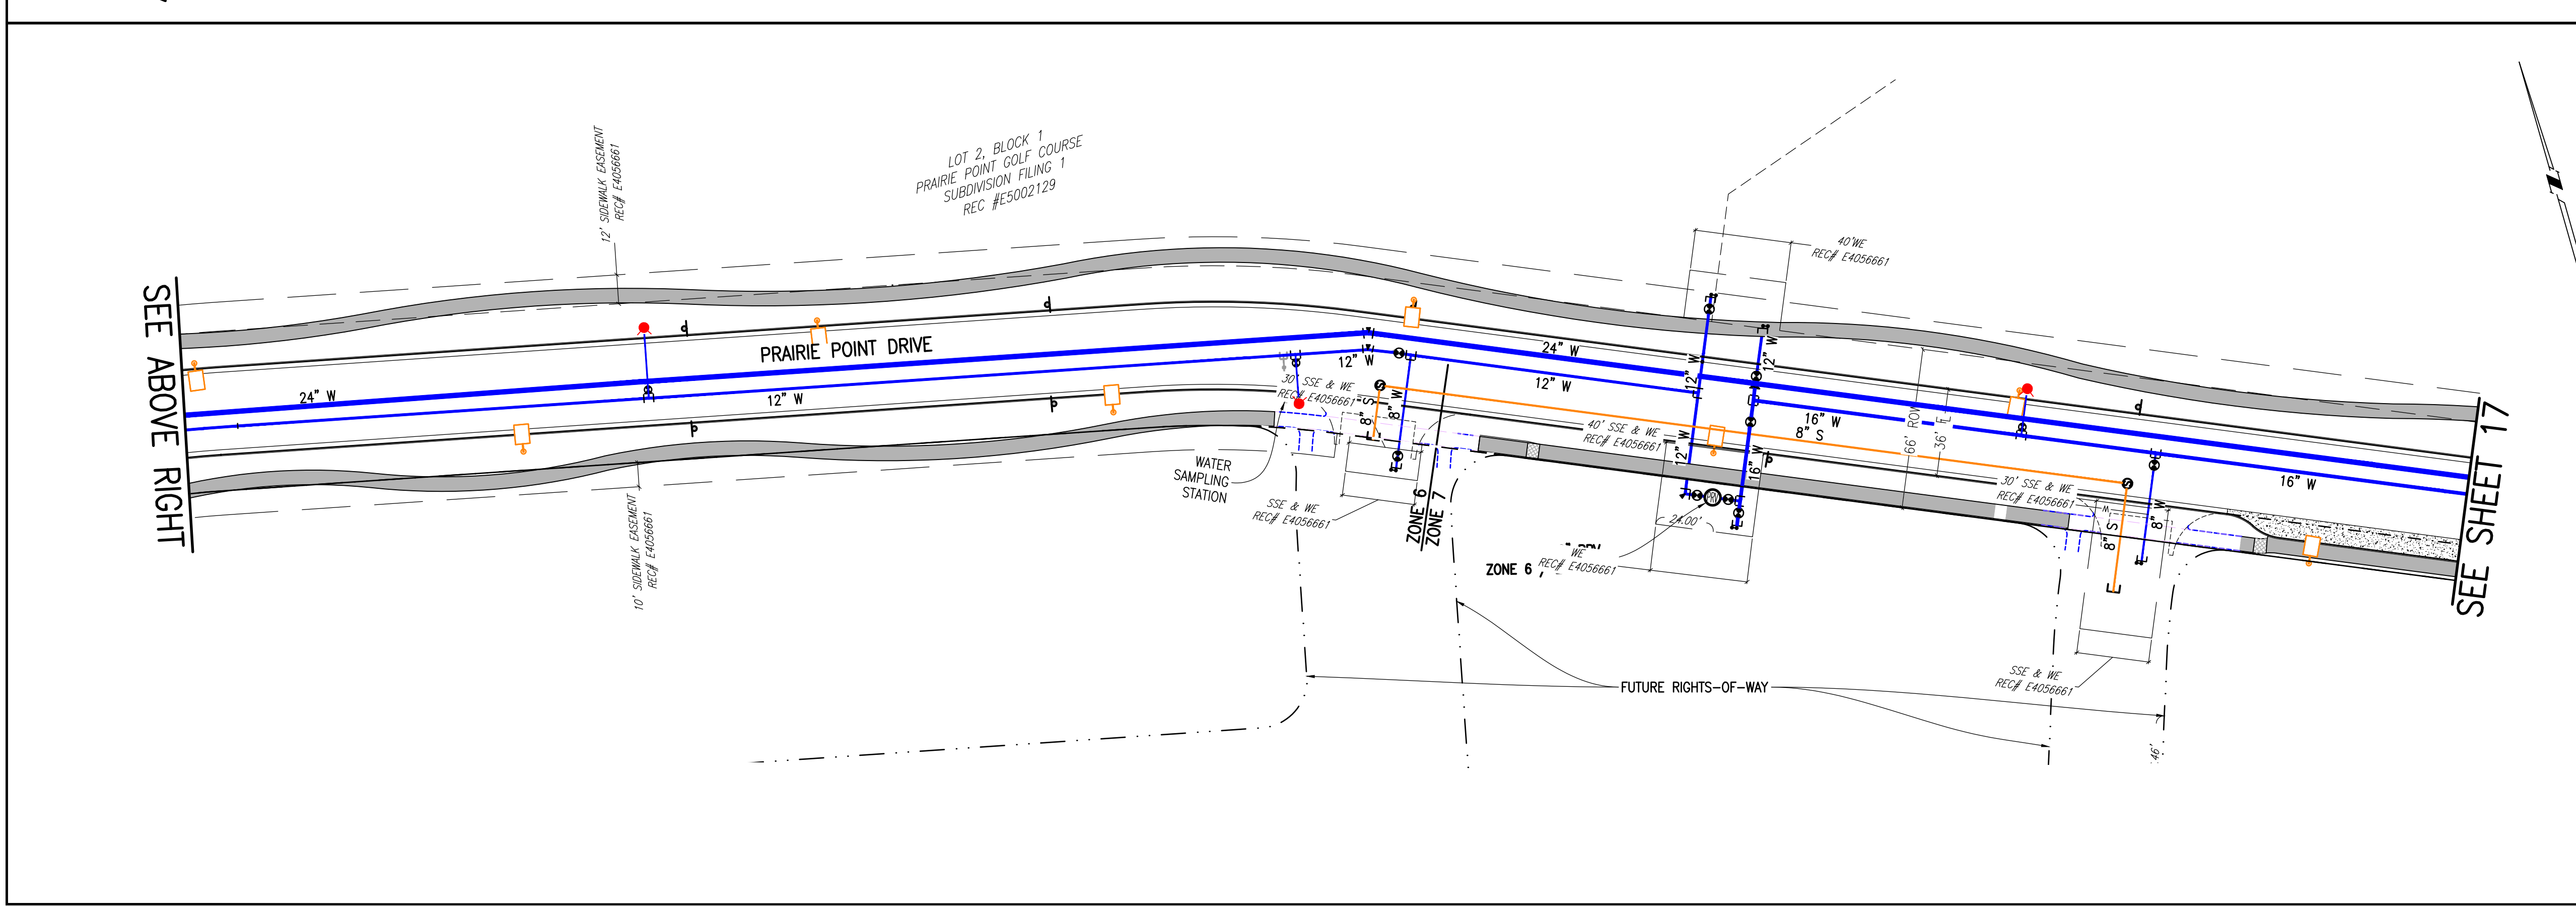 SEE ABOVE RIGHT
12' SIDEWALK EASEMENT
REC# E4056661
LOT 2, BLOCK 1
PRAIRIE POINT GOLF COURSE
SUBDIVISION FILING 1
REC #E5002129
40'WE
REC# E4056661
PRAIRIE POINT DRIVE
24" W
12" W
12" W
24" W
12" W
12" W
12" W
16" W
8" S
66' ROW
16" W
30' SSE & WE
REC# E4056661
8" S
8" W
40' SSE & WE
REC# E4056661
12" W
16" W
PRV
24.00'
WATER
SAMPLING
STATION
SSE & WE
REC# E4056661
ZONE 6
ZONE 7
WE
REC# E4056661
ZONE 6
30' SSE & WE
REC# E4056661
W
8" S
8" W
10' SIDEWALK EASEMENT
REC# E4056661
SSE & WE
REC# E4056661
FUTURE RIGHTS-OF-WAY
46'
SEE SHEET 17